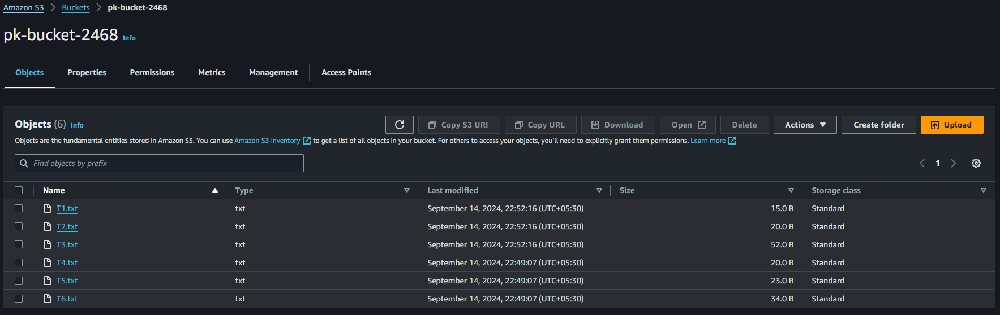 Amazon S3 > Buckets > pk-bucket-2468
pk-bucket-2468 Info
Objects Properties Permissions Metrics Management Access Points
Objects (6) Info Copy S3 URI Copy URL Download Open Delete Actions Create folder Upload
Objects are the fundamental entities stored in Amazon S3. You can use Amazon S3 inventory to get a list of all objects in your bucket. For others to access your objects, you'll need to explicitly grant them permissions. Learn more
Find objects by prefix 1
Name Type Last modified Size Storage class
T1.txt txt September 14, 2024, 22:52:16 (UTC+05:30) 15.0 B Standard
T2.txt txt September 14, 2024, 22:52:16 (UTC+05:30) 20.0 B Standard
T3.txt txt September 14, 2024, 22:52:16 (UTC+05:30) 52.0 B Standard
T4.txt txt September 14, 2024, 22:49:07 (UTC+05:30) 20.0 B Standard
T5.txt txt September 14, 2024, 22:49:07 (UTC+05:30) 23.0 B Standard
T6.txt txt September 14, 2024, 22:49:07 (UTC+05:30) 34.0 B Standard